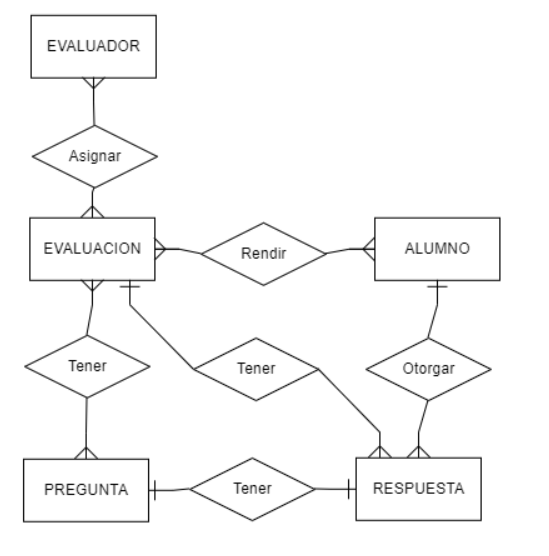 EVALUADOR
Asignar
EVALUACION
Rendir
ALUMNO
Tener
Tener
Otorgar
PREGUNTA
Tener
RESPUESTA